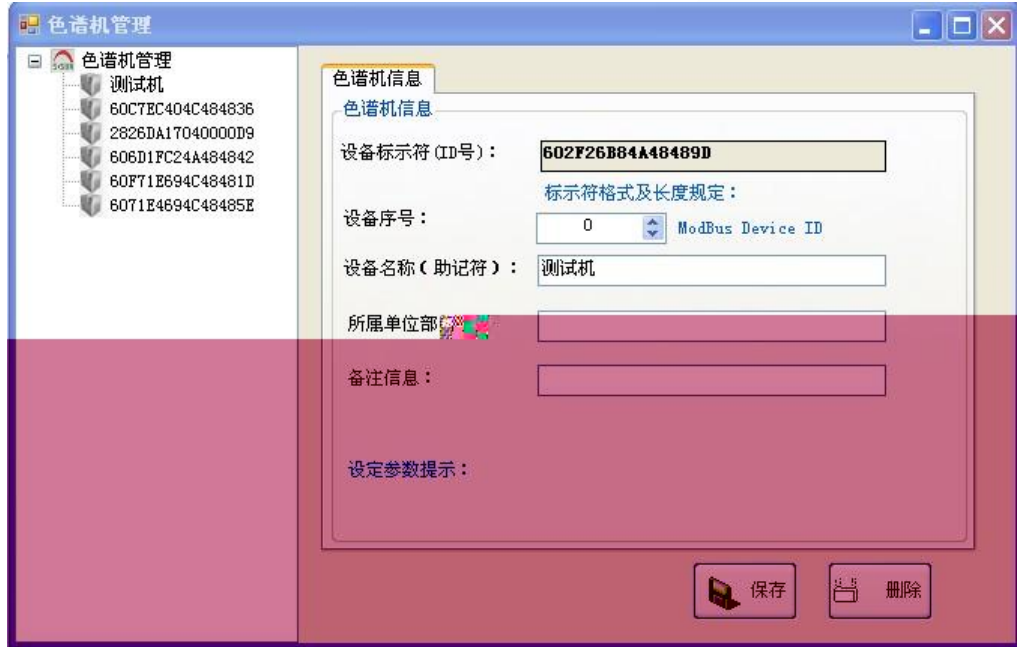 色谱机管理
色谱机管理
测试机
60C7EC404C484836
2826DA17040000D9
606D1FC24A484842
60F71E694C48481D
6071E4694C48485E
色谱机信息
色谱机信息
设备标示符(ID号)：
602F26B84A48489D
标示符格式及长度规定：
设备序号：
0
ModBus Device ID
设备名称(助记符)：
测试机
所属单位部
备注信息：
设定参数提示：
保存
删除